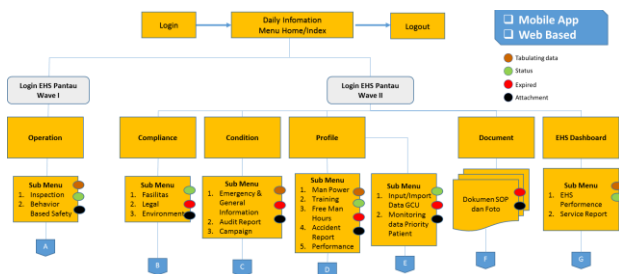 Login
Daily Infomation
Menu Home/Index
Logout
❑ Mobile App
❑ Web Based
Tabulating data
Status
Expired
Attachment
Login EHS Pantau
Wave I
Login EHS Pantau
Wave II
Operation
Compliance
Condition
Profile
Document
EHS Dashboard
Sub Menu
1. Inspection
2. Behavior
Based Safety
Sub Menu
1. Fasilitas
2. Legal
3. Environment
Sub Menu
1. Emergency &
General
Information
2. Audit Report
3. Campaign
Sub Menu
1. Man Power
2. Training
3. Free Man
Hours
4. Accident
Report
5. Performance
Sub Menu
1. Input/Import
Data GCU
2. Monitoring
data Priority
Patient
Dokumen SOP
dan Foto
Sub Menu
1. EHS
Performence
2. Service Report
A
B
C
D
E
F
G